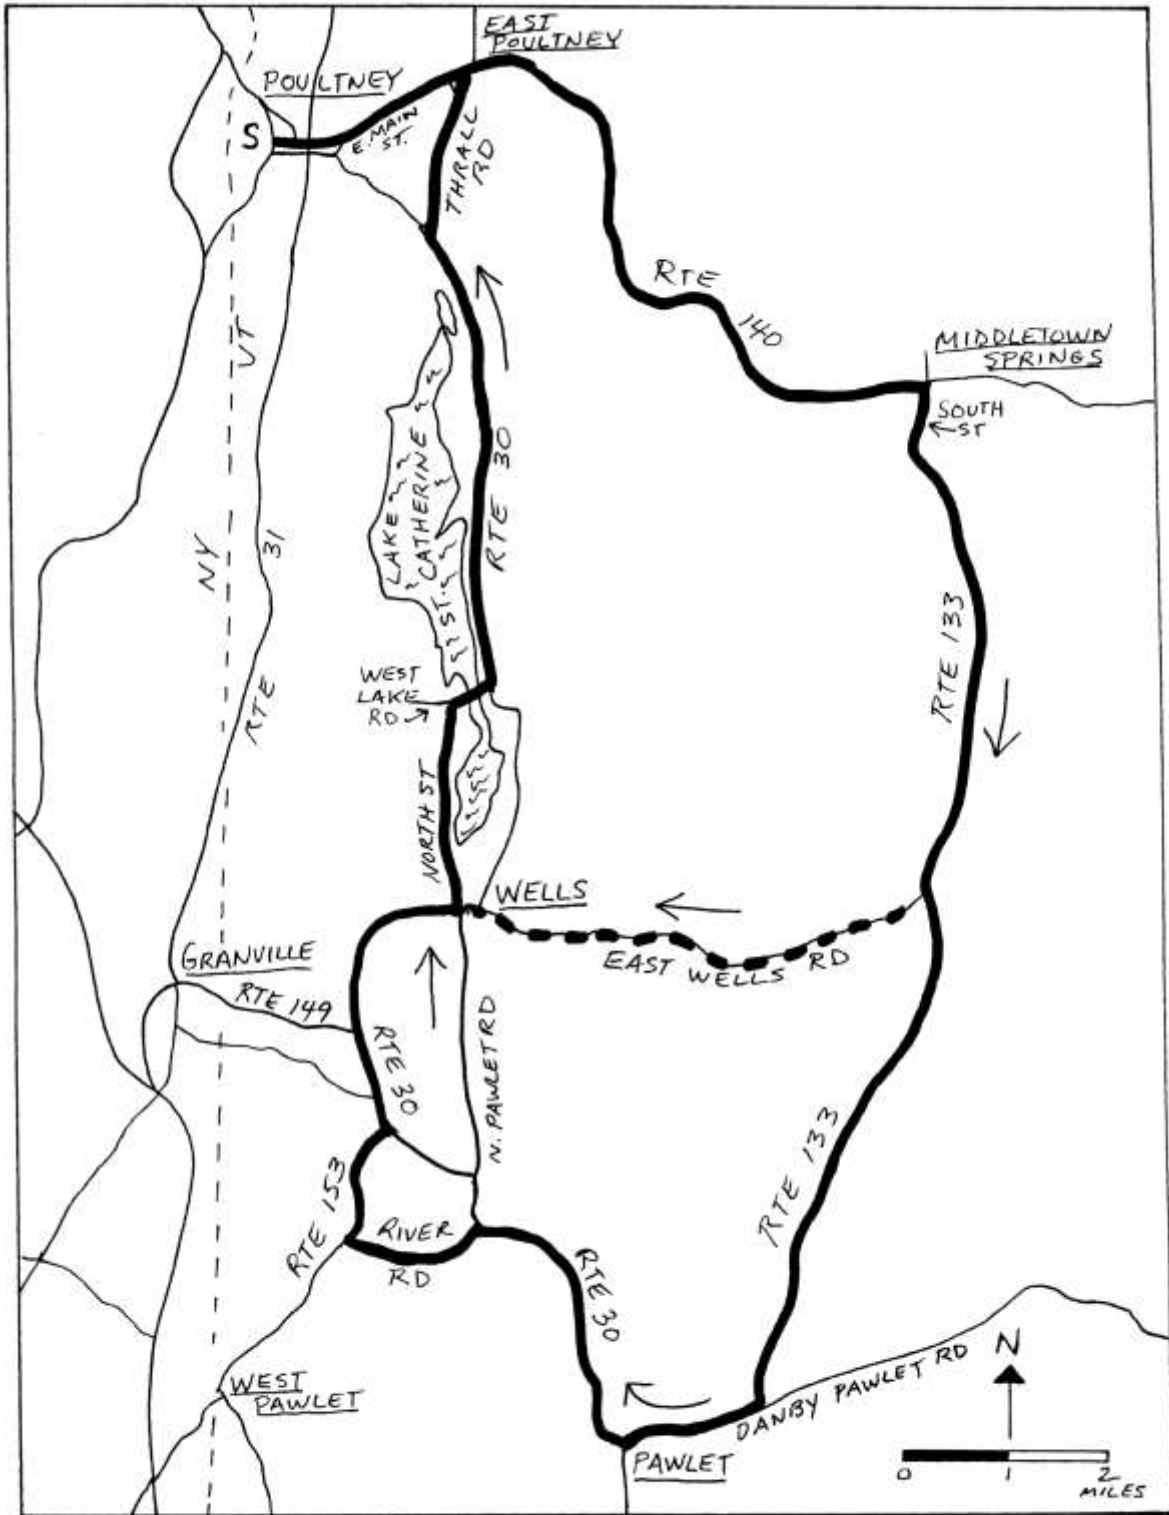 EAST
POULTNEY
POULTNEY
S
E. MAIN
ST.
THRALL
RD
RTE
140
MIDDLETOWN
SPRINGS
SOUTH
ST
VT
NY
RTE 31
LAKE
ST. CATHERINE
RTE 30
RTE 133
WEST
LAKE
RD
NORTH ST
WELLS
EAST WELLS RD
GRANVILLE
RTE 149
RTE 30
N. PAWLET RD
RTE 153
RIVER
RD
RTE 30
RTE 133
WEST
PAWLET
DANBY PAWLET RD
PAWLET
N
0 1 2
MILES